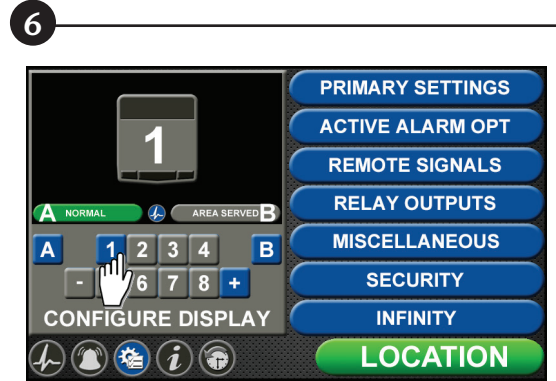 6
1
A NORMAL AREA SERVED B
A 1 2 3 4 B
- 6 7 8 +
CONFIGURE DISPLAY
PRIMARY SETTINGS
ACTIVE ALARM OPT
REMOTE SIGNALS
RELAY OUTPUTS
MISCELLANEOUS
SECURITY
INFINITY
i
LOCATION